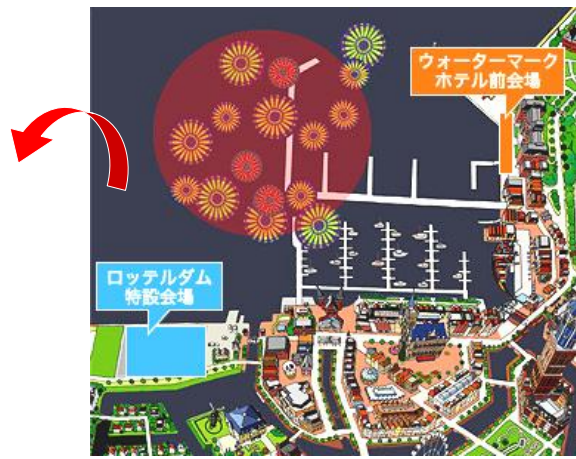 ウォーターマーク
ホテル前会場
ロッテルダム
特設会場